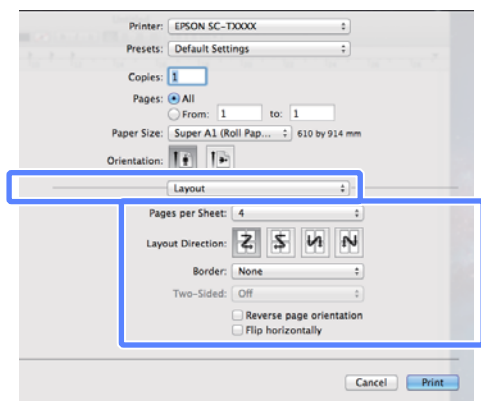 Printer: EPSON SC-TXXXX
Presets: Default Settings
Copies: 1
Pages: All
From: 1 to: 1
Paper Size: Super A1 (Roll Pap... 610 by 914 mm
Orientation:
Layout
Pages per Sheet: 4
Layout Direction:
Border: None
Two-Sided: Off
Reverse page orientation
Flip horizontally
Cancel Print